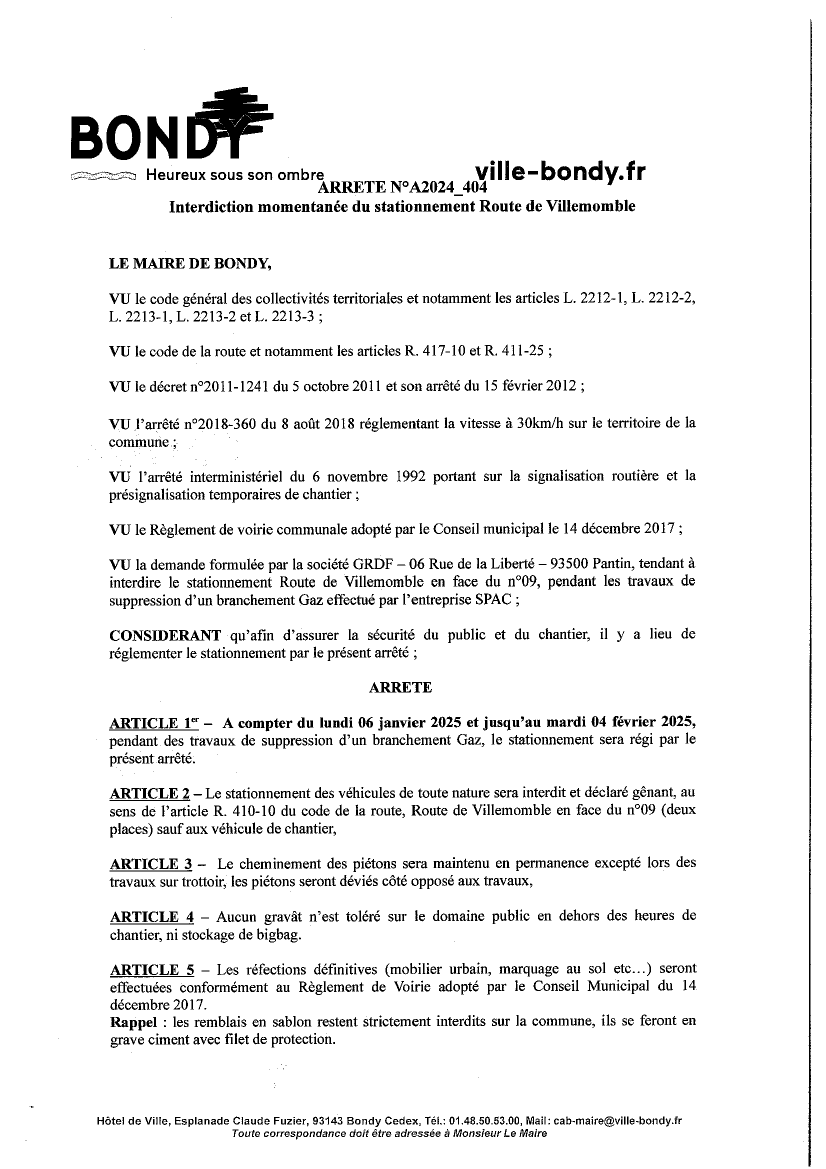 BONDY
Heureux sous son ombre
ville-bondy.fr
ARRETE N°A2024_404
Interdiction momentanée du stationnement Route de Villemomble
LE MAIRE DE BONDY,
VU le code général des collectivités territoriales et notamment les articles L. 2212-1, L. 2212-2,
L. 2213-1, L. 2213-2 et L. 2213-3 ;
VU le code de la route et notamment les articles R. 417-10 et R. 411-25 ;
VU le décret n°2011-1241 du 5 octobre 2011 et son arrêté du 15 février 2012 ;
VU l'arrêté n°2018-360 du 8 août 2018 réglementant la vitesse à 30km/h sur le territoire de la
commune ;
VU l'arrêté interministériel du 6 novembre 1992 portant sur la signalisation routière et la
présignalisation temporaires de chantier ;
VU le Règlement de voirie communale adopté par le Conseil municipal le 14 décembre 2017 ;
VU la demande formulée par la société GRDF – 06 Rue de la Liberté – 93500 Pantin, tendant à
interdire le stationnement Route de Villemomble en face du n°09, pendant les travaux de
suppression d'un branchement Gaz effectué par l'entreprise SPAC ;
CONSIDERANT qu'afin d'assurer la sécurité du public et du chantier, il y a lieu de
réglementer le stationnement par le présent arrêté ;
ARRETE
ARTICLE 1er – A compter du lundi 06 janvier 2025 et jusqu'au mardi 04 février 2025,
pendant des travaux de suppression d'un branchement Gaz, le stationnement sera régi par le
présent arrêté.
ARTICLE 2 – Le stationnement des véhicules de toute nature sera interdit et déclaré gênant, au
sens de l'article R. 410-10 du code de la route, Route de Villemomble en face du n°09 (deux
places) sauf aux véhicule de chantier,
ARTICLE 3 – Le cheminement des piétons sera maintenu en permanence excepté lors des
travaux sur trottoir, les piétons seront déviés côté opposé aux travaux,
ARTICLE 4 – Aucun gravât n'est toléré sur le domaine public en dehors des heures de
chantier, ni stockage de bigbag.
ARTICLE 5 – Les réfections définitives (mobilier urbain, marquage au sol etc…) seront
effectuées conformément au Règlement de Voirie adopté par le Conseil Municipal du 14
décembre 2017.
Rappel : les remblais en sablon restent strictement interdits sur la commune, ils se feront en
grave ciment avec filet de protection.
Hôtel de Ville, Esplanade Claude Fuzier, 93143 Bondy Cedex, Tél.: 01.48.50.53.00, Mail: cab-maire@ville-bondy.fr
Toute correspondance doit être adressée à Monsieur Le Maire